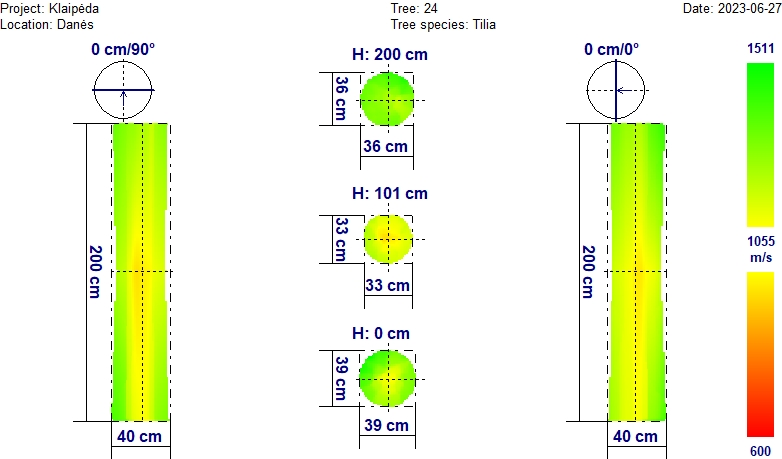 Project: Klaipėda
Tree: 24
Date: 2023-06-27
Location: Danės
Tree species: Tilia
0 cm/90°
H: 200 cm
0 cm/0°
1511
36 cm
36 cm
H: 101 cm
33 cm
33 cm
200 cm
200 cm
1055
m/s
H: 0 cm
39 cm
39 cm
40 cm
40 cm
600